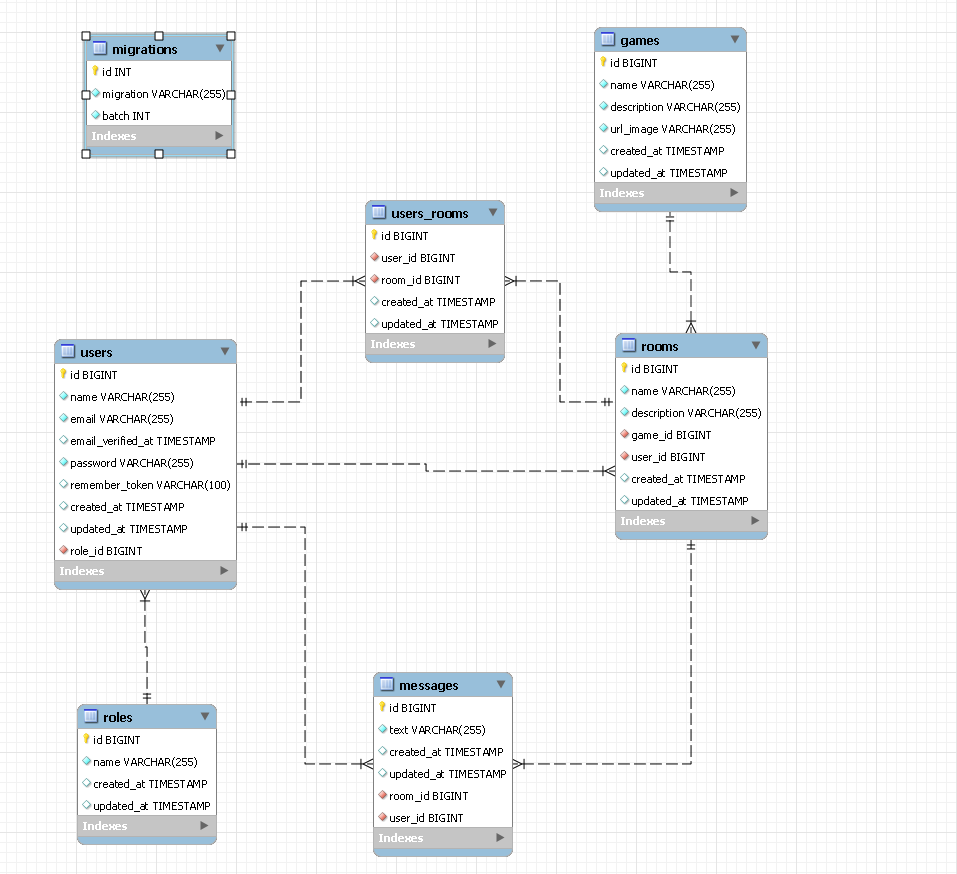 migrations
id INT
migration VARCHAR(255)
batch INT
Indexes
games
id BIGINT
name VARCHAR(255)
description VARCHAR(255)
url_image VARCHAR(255)
created_at TIMESTAMP
updated_at TIMESTAMP
Indexes
users_rooms
id BIGINT
user_id BIGINT
room_id BIGINT
created_at TIMESTAMP
updated_at TIMESTAMP
Indexes
users
id BIGINT
name VARCHAR(255)
email VARCHAR(255)
email_verified_at TIMESTAMP
password VARCHAR(255)
remember_token VARCHAR(100)
created_at TIMESTAMP
updated_at TIMESTAMP
role_id BIGINT
Indexes
rooms
id BIGINT
name VARCHAR(255)
description VARCHAR(255)
game_id BIGINT
user_id BIGINT
created_at TIMESTAMP
updated_at TIMESTAMP
Indexes
roles
id BIGINT
name VARCHAR(255)
created_at TIMESTAMP
updated_at TIMESTAMP
Indexes
messages
id BIGINT
text VARCHAR(255)
created_at TIMESTAMP
updated_at TIMESTAMP
room_id BIGINT
user_id BIGINT
Indexes